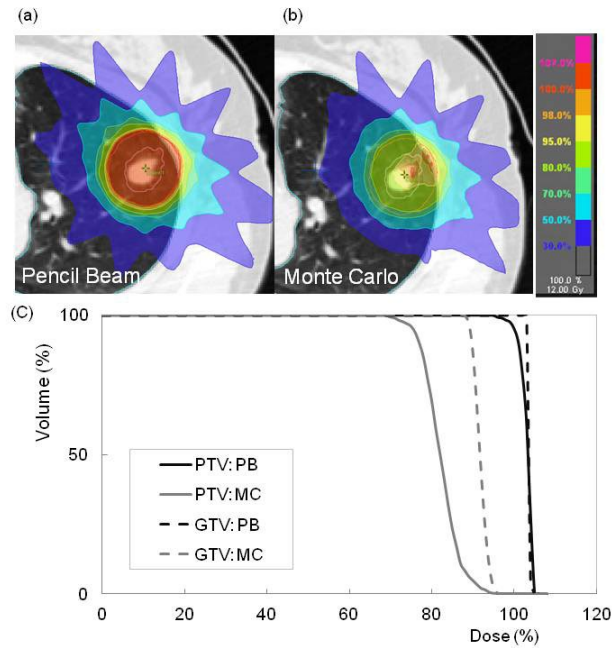 (a)
(b)
Pencil Beam
Monte Carlo
104.0%
100.0%
98.0%
95.0%
80.0%
70.0%
50.0%
30.0%
100.0 %
12.00 Gy
(C)
Volume (%)
100
50
0
PTV: PB
PTV: MC
GTV: PB
GTV: MC
0 20 40 60 80 100 120
Dose (%)